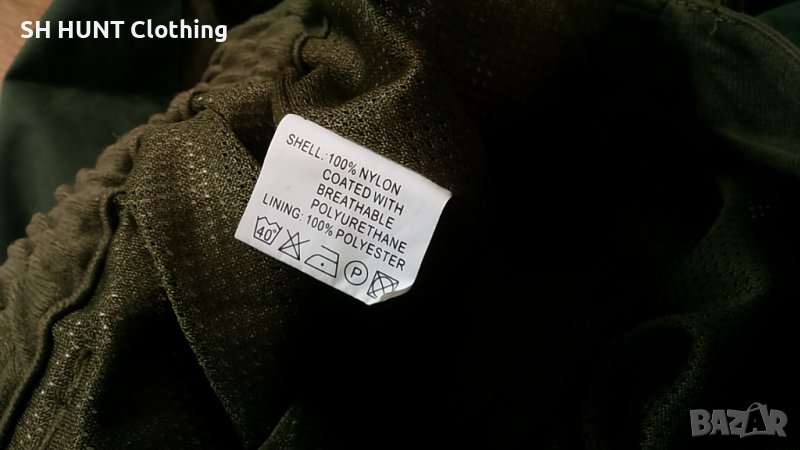 SH HUNT Clothing
SHELL.:100% NYLON
COATED WITH
BREATHABLE
POLYURETHANE
LINING: 100% POLYESTER
40°
P
BAZAR